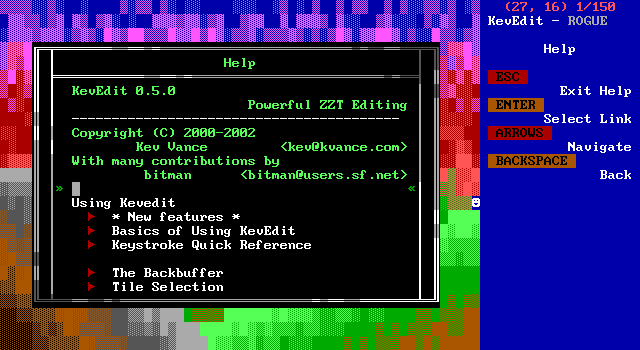 (27, 16) 1/150
KevEdit - ROGUE
Help
ESC
Exit Help
ENTER
Select Link
ARROWS
Navigate
BACKSPACE
Back
Help
KevEdit 0.5.0
Powerful ZZT Editing
----------------------------------------
Copyright (C) 2000-2002
Kev Vance <kev@kvance.com>
With many contributions by
bitman <bitman@users.sf.net>
» «
Using Kevedit
* New features *
Basics of Using KevEdit
Keystroke Quick Reference
The Backbuffer
Tile Selection